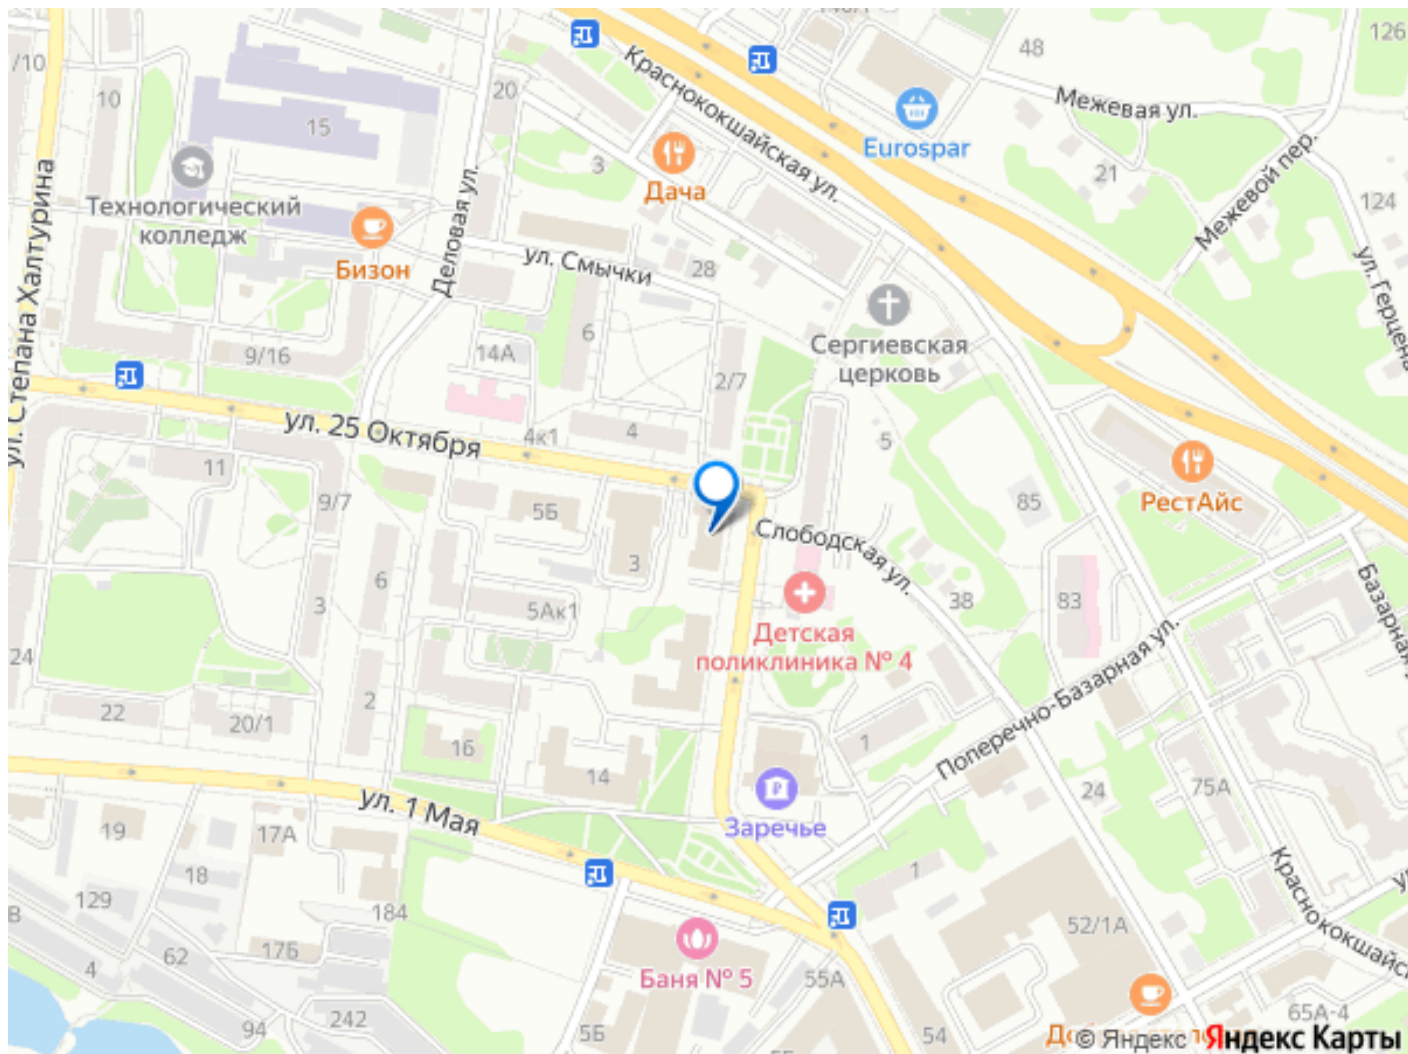 /10
10
15
20
48
126
Краснококшайская ул.
Межевая ул.
Eurospar
3
Дача
21
Межевой пер.
124
Технологический
колледж
Бизон
Деловая ул.
ул. Смычки
28
ул. Степана Халтурина
Сергиевская
церковь
ул. Герцена
9/16
14А
6
2/7
ул. 25 Октября
4к1
4
5
11
9/7
5Б
3
85
РестАйс
Слободская ул.
6
3
5Ак1
38
83
Детская
поликлиника № 4
Базарная
Поперечно-Базарная ул.
24
22
20/1
2
16
14
1
Заречье
24
75А
ул. 1 Мая
19
17А
18
129
184
1
52/1А
Краснококшайс
62
17Б
4
Баня № 5
55А
94
242
5Б
54
65А-4
© Яндекс Яндекс Карты